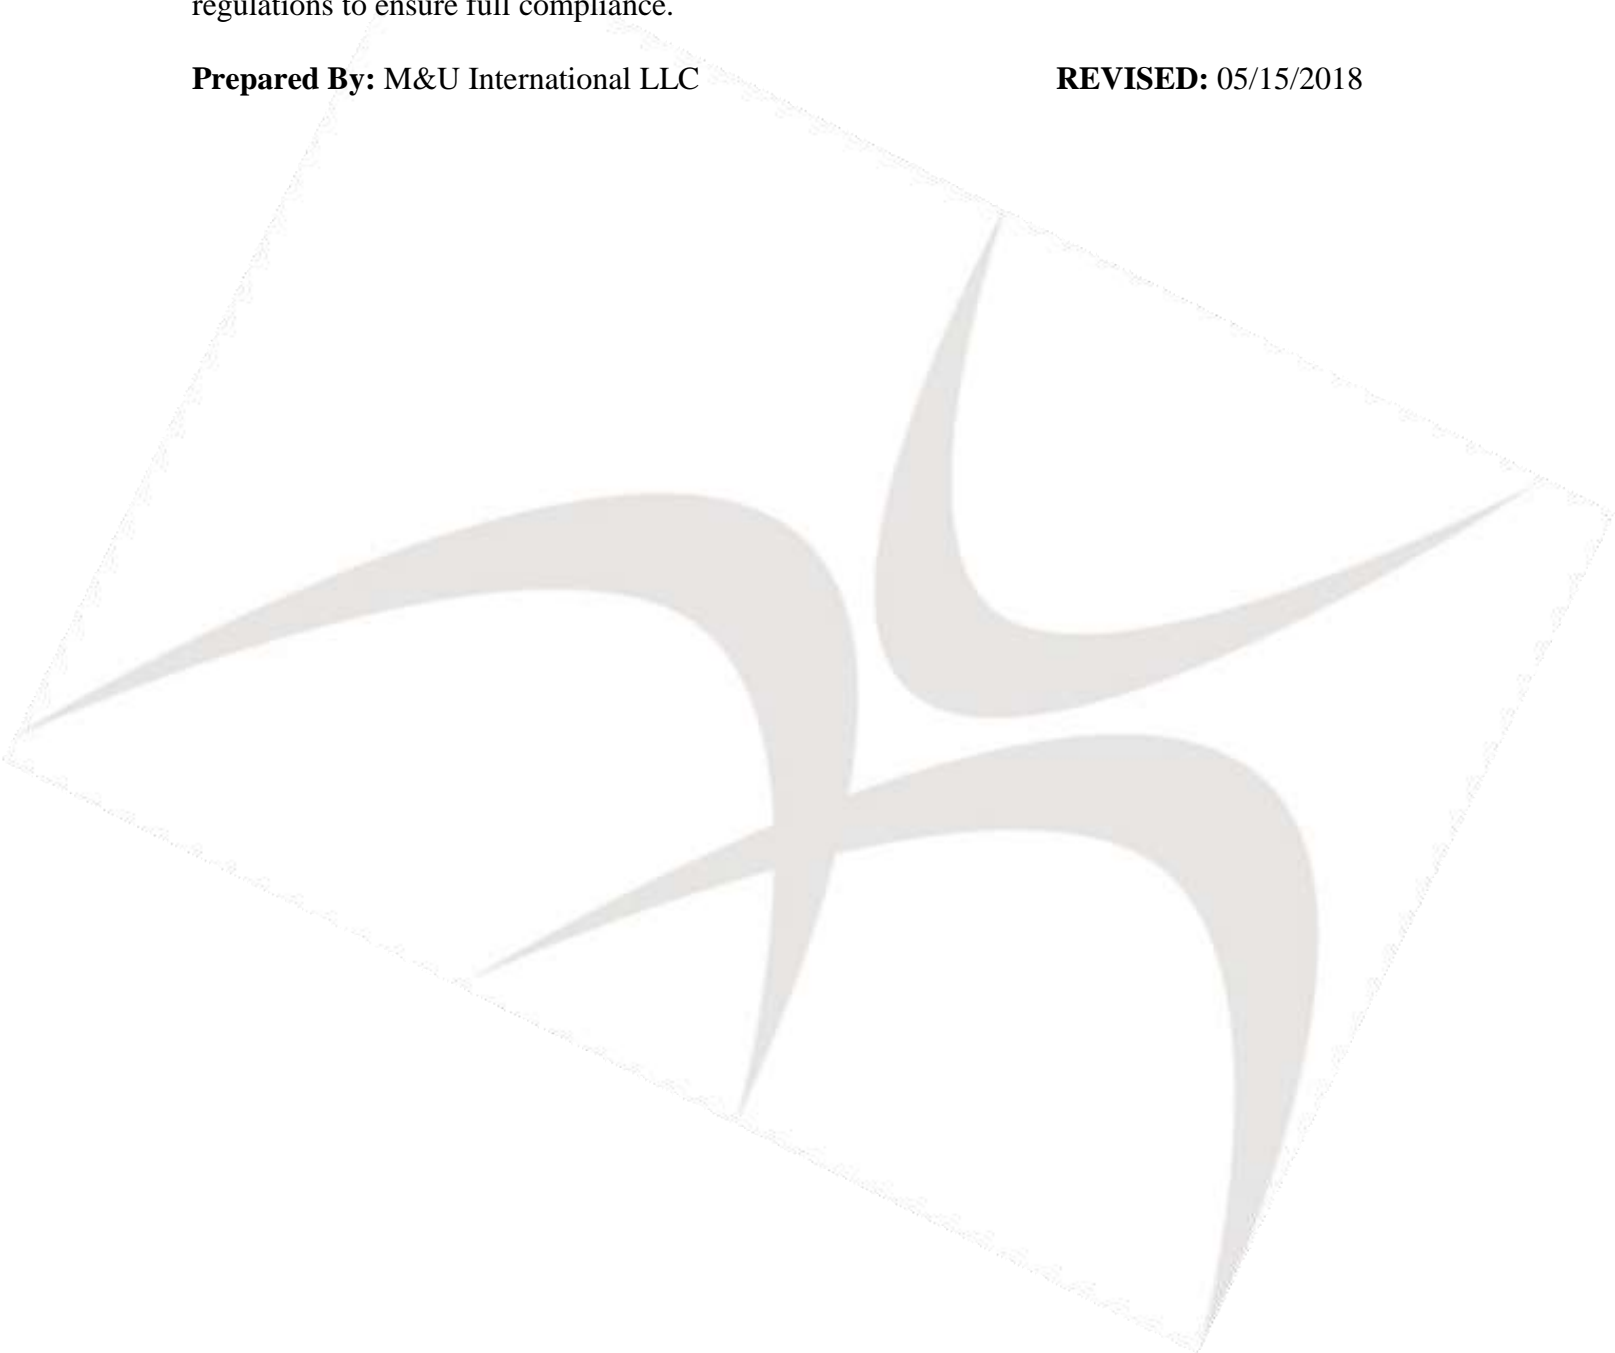 regulations to ensure full compliance.
Prepared By: M&U International LLC REVISED: 05/15/2018